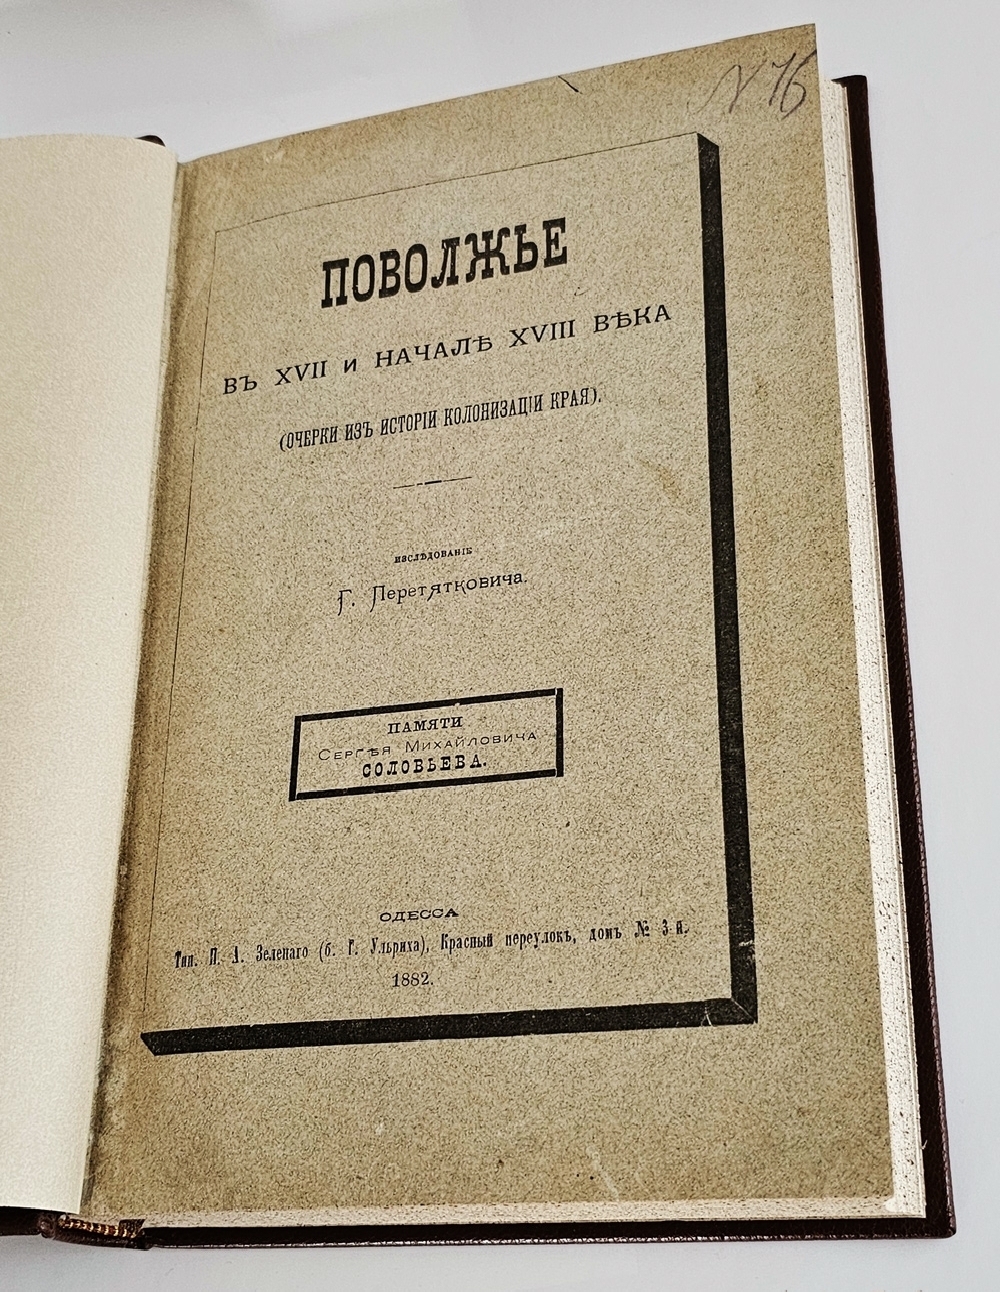 N 76
ПОВОЛЖЬЕ
ВЪ XVII и НАЧАЛѢ XVIII ВѢКА
(ОЧЕРКИ ИЗЪ ИСТОРІИ КОЛОНИЗАЦІИ КРАЯ).
ИЗСЛѢДОВАНІЕ
Г. Перетятковича.
ПАМЯТИ
СЕРГѢЯ МИХАЙЛОВИЧА
СОЛОВЬЕВА.
ОДЕССА
Тип. П. А. Зеленаго (б. Г. Ульриха), Красный переулокъ, домъ № 3-й.
1882.